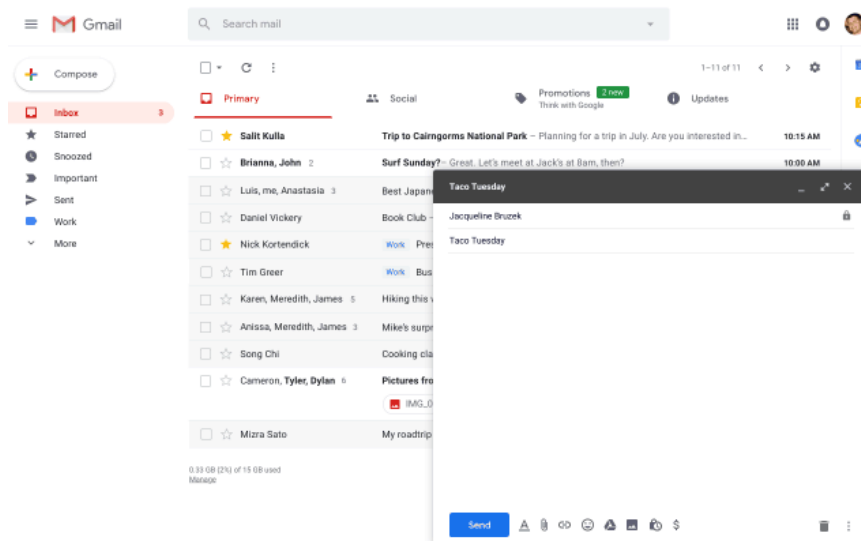 Gmail
Search mail
Compose
1–11 of 11
Primary
Social
Promotions 2 new
Think with Google
Updates
Inbox 3
Starred
Snoozed
Important
Sent
Work
More
Salit Kulla Trip to Cairngorms National Park – Planning for a trip in July. Are you interested in... 10:15 AM
Brianna, John 2 Surf Sunday? – Great. Let's meet at Jack's at 8am, then? 10:00 AM
Luis, me, Anastasia 3 Best Japane
Daniel Vickery Book Club –
Nick Kortendick Work Pres
Tim Greer Work Bus
Karen, Meredith, James 5 Hiking this w
Anissa, Meredith, James 3 Mike's surpr
Song Chi Cooking cla
Cameron, Tyler, Dylan 6 Pictures fro
IMG_0
Mizra Sato My roadtrip
0.33 GB (2%) of 15 GB used
Manage
Taco Tuesday
Jacqueline Bruzek
Taco Tuesday
Send